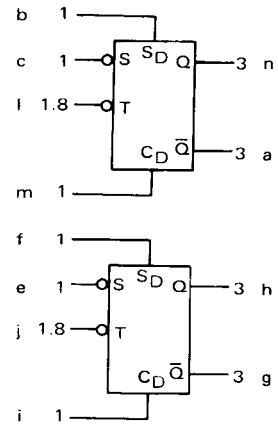 b 1
S_D
c 1 S Q 3 n
l 1.8 T
C_D Q̅ 3 a
m 1
f 1
S_D
e 1 S Q 3 h
j 1.8 T
C_D Q̅ 3 g
i 1